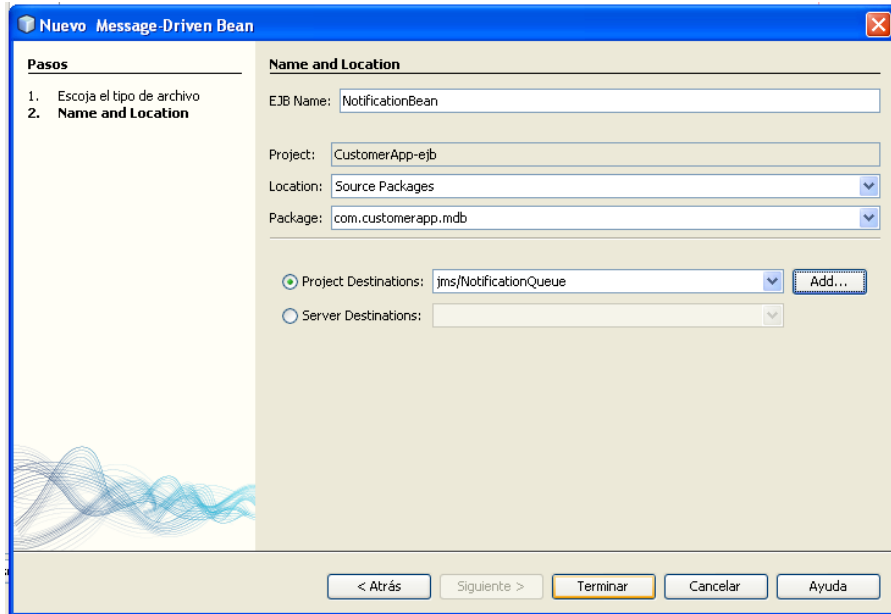 Nuevo Message-Driven Bean
Pasos
1. Escoja el tipo de archivo
2. Name and Location
Name and Location
EJB Name: NotificationBean
Project: CustomerApp-ejb
Location: Source Packages
Package: com.customerapp.mdb
Project Destinations: jms/NotificationQueue Add...
Server Destinations:
< Atrás Siguiente > Terminar Cancelar Ayuda